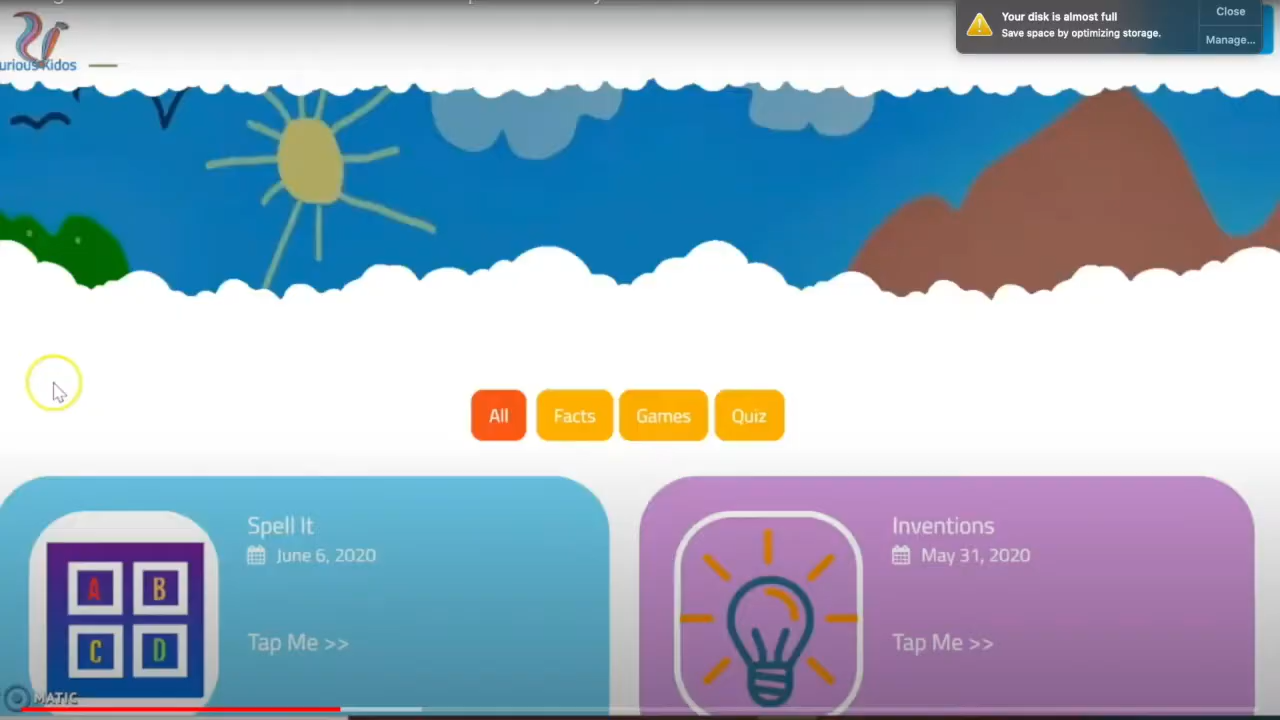 Your disk is almost full
Close
Save space by optimizing storage.
Manage...
urious Kidos
All
Facts
Games
Quiz
Spell It
June 6, 2020
Tap Me >>
A
B
C
D
Inventions
May 31, 2020
Tap Me >>
MATIC